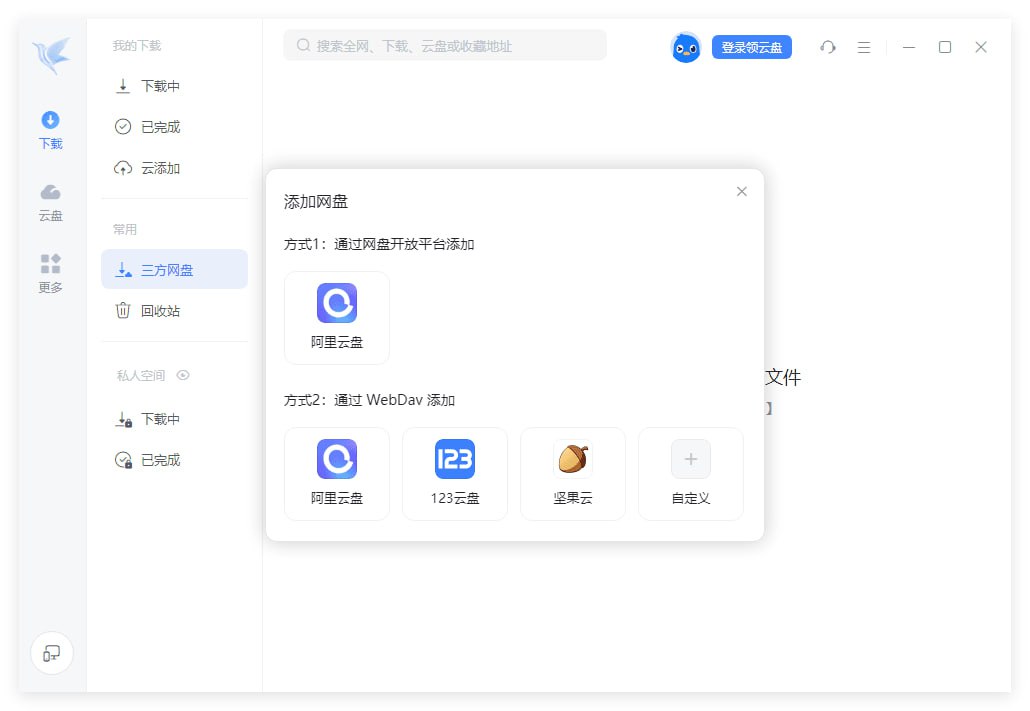 搜索全网、下载、云盘或收藏地址
登录领云盘
下载
云盘
更多
我的下载
下载中
已完成
云添加
常用
三方网盘
回收站
私人空间
下载中
已完成
添加网盘
方式1：通过网盘开放平台添加
阿里云盘
方式2：通过 WebDav 添加
阿里云盘
123
123云盘
坚果云
自定义
文件
】